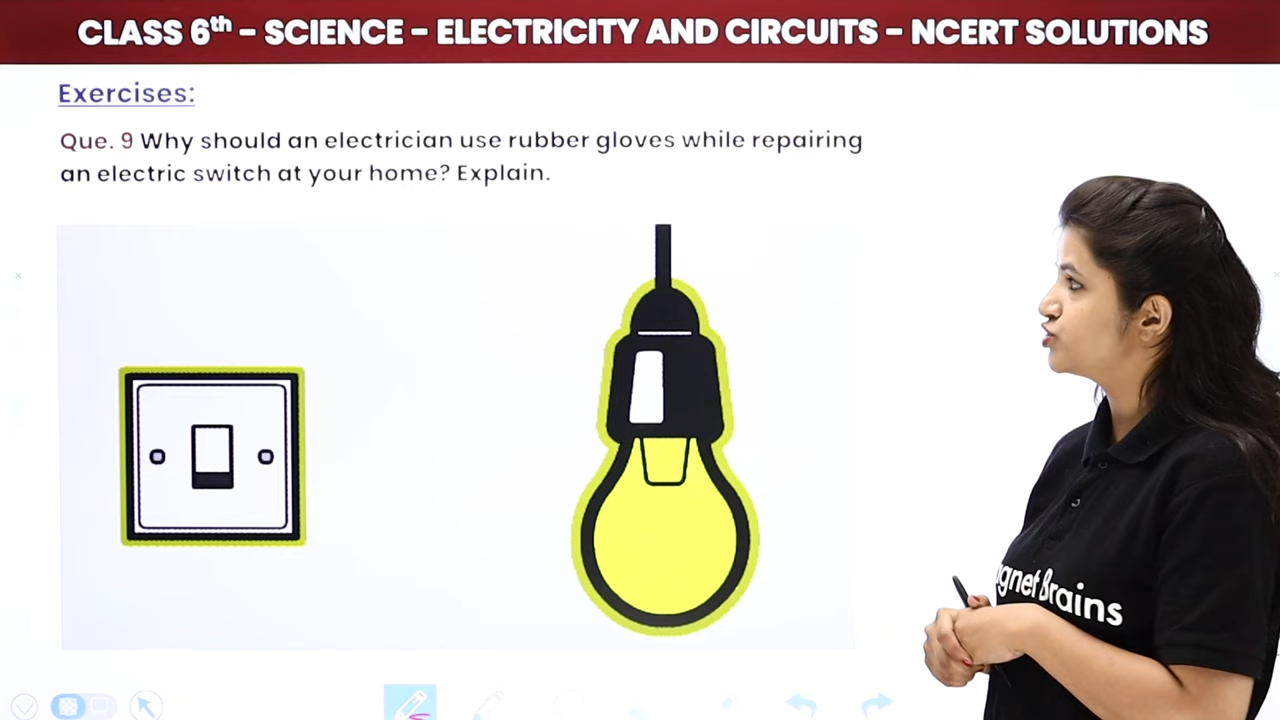 CLASS 6th – SCIENCE – ELECTRICITY AND CIRCUITS – NCERT SOLUTIONS
Exercises:
Que. 9 Why should an electrician use rubber gloves while repairing
an electric switch at your home? Explain.
Brains